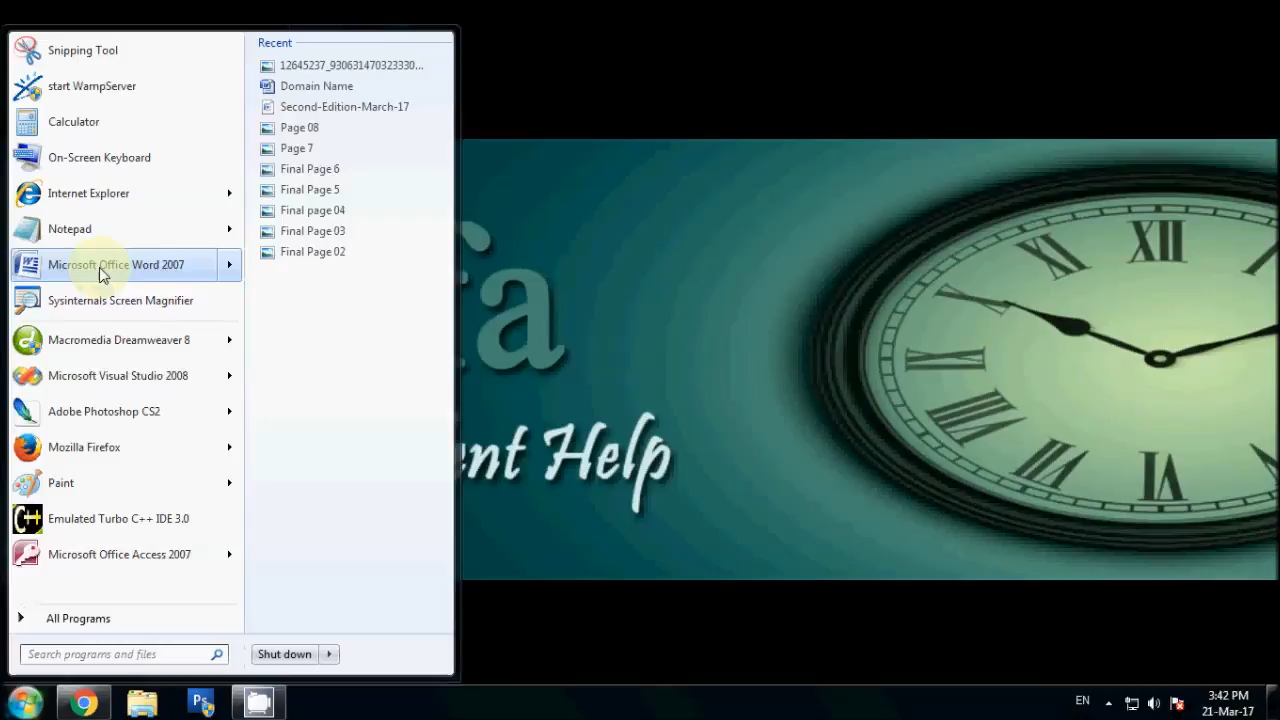 Snipping Tool
start WampServer
Calculator
On-Screen Keyboard
Internet Explorer
Notepad
Microsoft Office Word 2007
Sysinternals Screen Magnifier
Macromedia Dreamweaver 8
Microsoft Visual Studio 2008
Adobe Photoshop CS2
Mozilla Firefox
Paint
Emulated Turbo C++ IDE 3.0
Microsoft Office Access 2007
All Programs
Search programs and files
Recent
12645237_930631470323330...
Domain Name
Second-Edition-March-17
Page 08
Page 7
Final Page 6
Final Page 5
Final page 04
Final Page 03
Final Page 02
Shut down
Help
XII
EN
3:42 PM
21-Mar-17